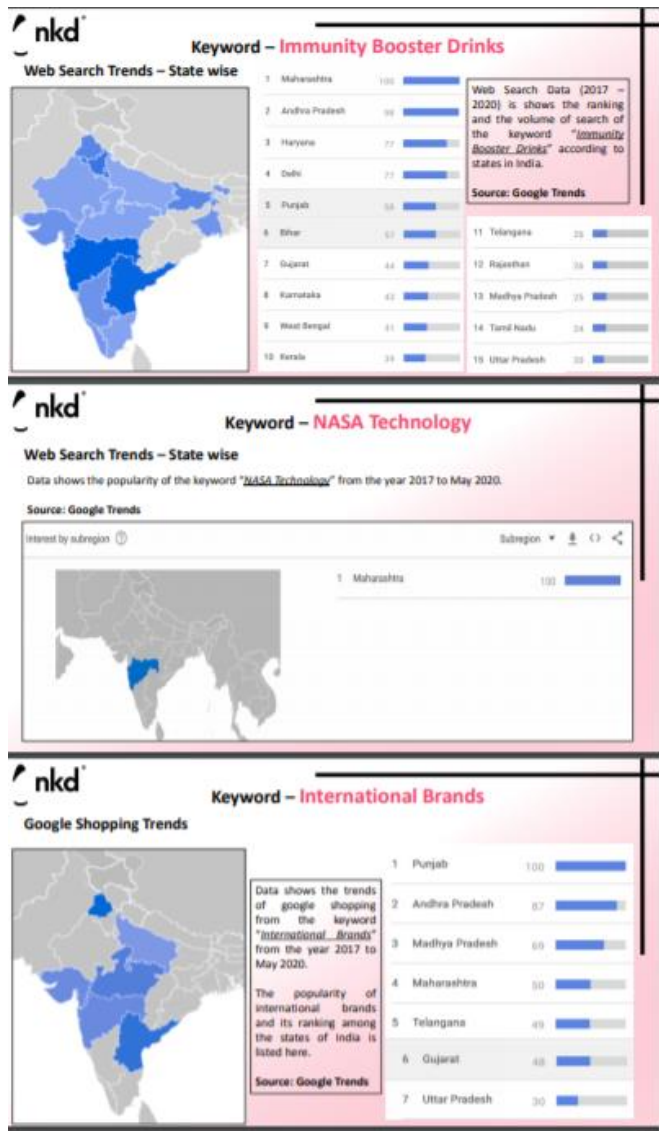 nkd
Keyword – Immunity Booster Drinks
Web Search Trends – State wise
1 Maharashtra 100
2 Andhra Pradesh 98
3 Haryana 77
4 Delhi 77
5 Punjab 58
6 Bihar 57
7 Gujarat 44
8 Karnataka 43
9 West Bengal 41
10 Kerala 39
Web Search Data (2017 –
2020) is shows the ranking
and the volume of search of
the keyword "Immunity
Booster Drinks" according to
states in India.
Source: Google Trends
11 Telangana
12 Rajasthan
13 Madhya Pradesh 25
14 Tamil Nadu 24
15 Uttar Pradesh
nkd
Keyword – NASA Technology
Web Search Trends – State wise
Data shows the popularity of the keyword "NASA Technology" from the year 2017 to May 2020.
Source: Google Trends
Interest by subregion
Subregion
1 Maharashtra 100
nkd
Keyword – International Brands
Google Shopping Trends
Data shows the trends
of google shopping
from the keyword
"International Brands"
from the year 2017 to
May 2020.
The popularity of
international brands
and its ranking among
the states of India is
listed here.
Source: Google Trends
1 Punjab 100
2 Andhra Pradesh 87
3 Madhya Pradesh 69
4 Maharashtra 50
5 Telangana 49
6 Gujarat 48
7 Uttar Pradesh 30